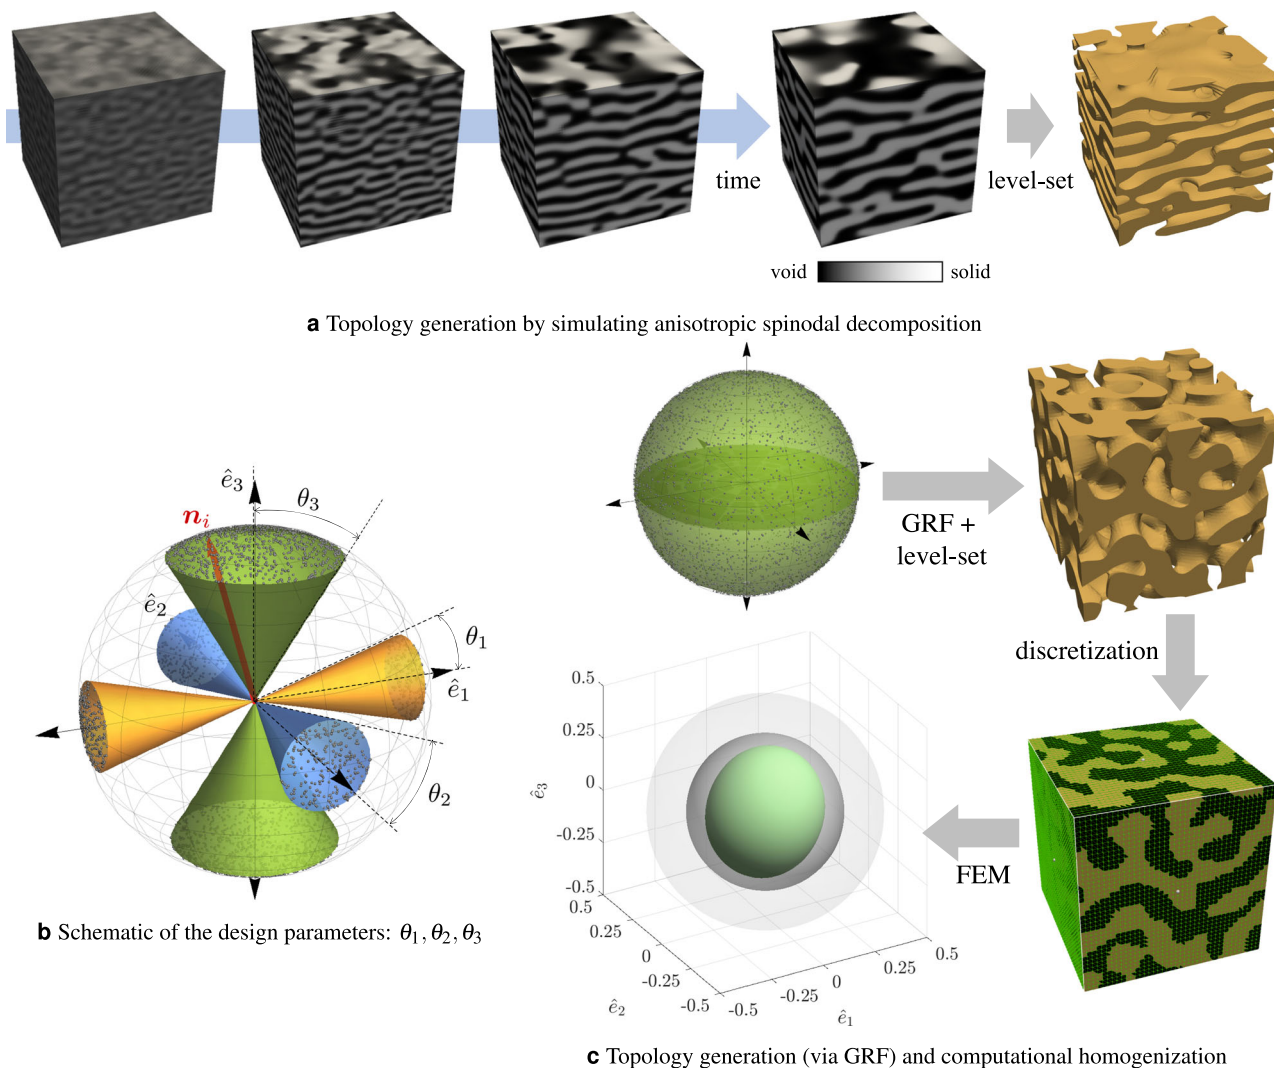 time
level-set
void
solid
a Topology generation by simulating anisotropic spinodal decomposition
ê₃
θ₃
nᵢ
ê₂
θ₁
ê₁
θ₂
b Schematic of the design parameters: θ₁, θ₂, θ₃
GRF +
level-set
discretization
FEM
0.5
0.25
0
-0.25
-0.5
ê₃
0.5
0.25
0
-0.25
-0.5
ê₂
-0.5
-0.25
0
0.25
0.5
ê₁
c Topology generation (via GRF) and computational homogenization